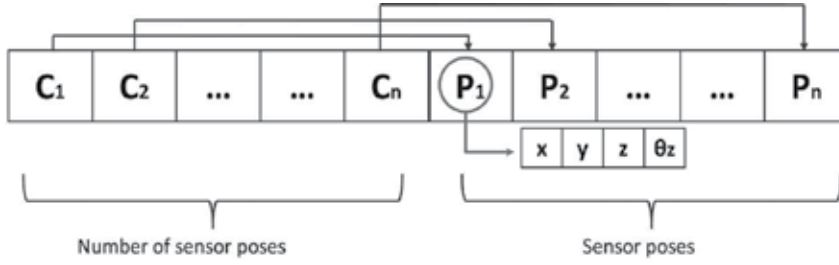 C1 C2 ... ... Cn P1 P2 ... ... Pn
x y z θz
Number of sensor poses Sensor poses